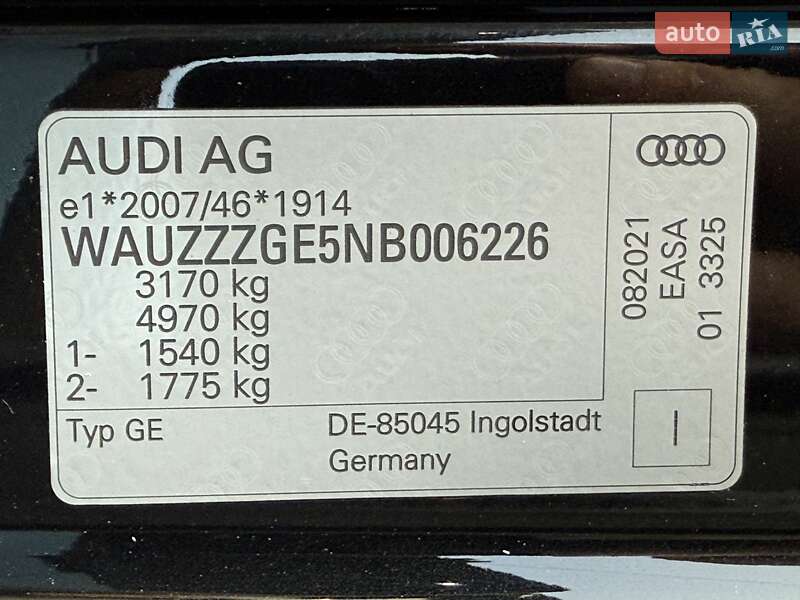 auto RIA .com
AUDI AG
e1*2007/46*1914
WAUZZZGE5NB006226
3170 kg
4970 kg
1- 1540 kg
2- 1775 kg
Typ GE
DE-85045 Ingolstadt
Germany
082021
EASA
01 3325
I